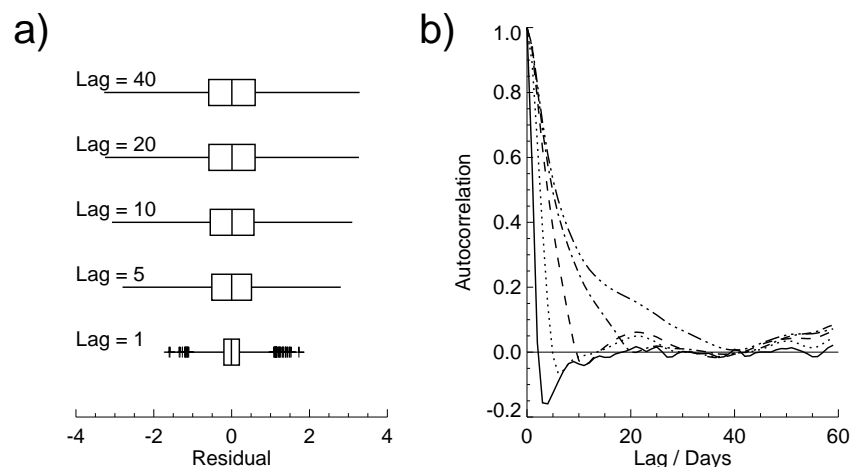 a)
Lag = 40
Lag = 20
Lag = 10
Lag = 5
Lag = 1
-4 -2 0 2 4
Residual
b)
1.0
0.8
0.6
0.4
0.2
0.0
-0.2
Autocorrelation
0 20 40 60
Lag / Days